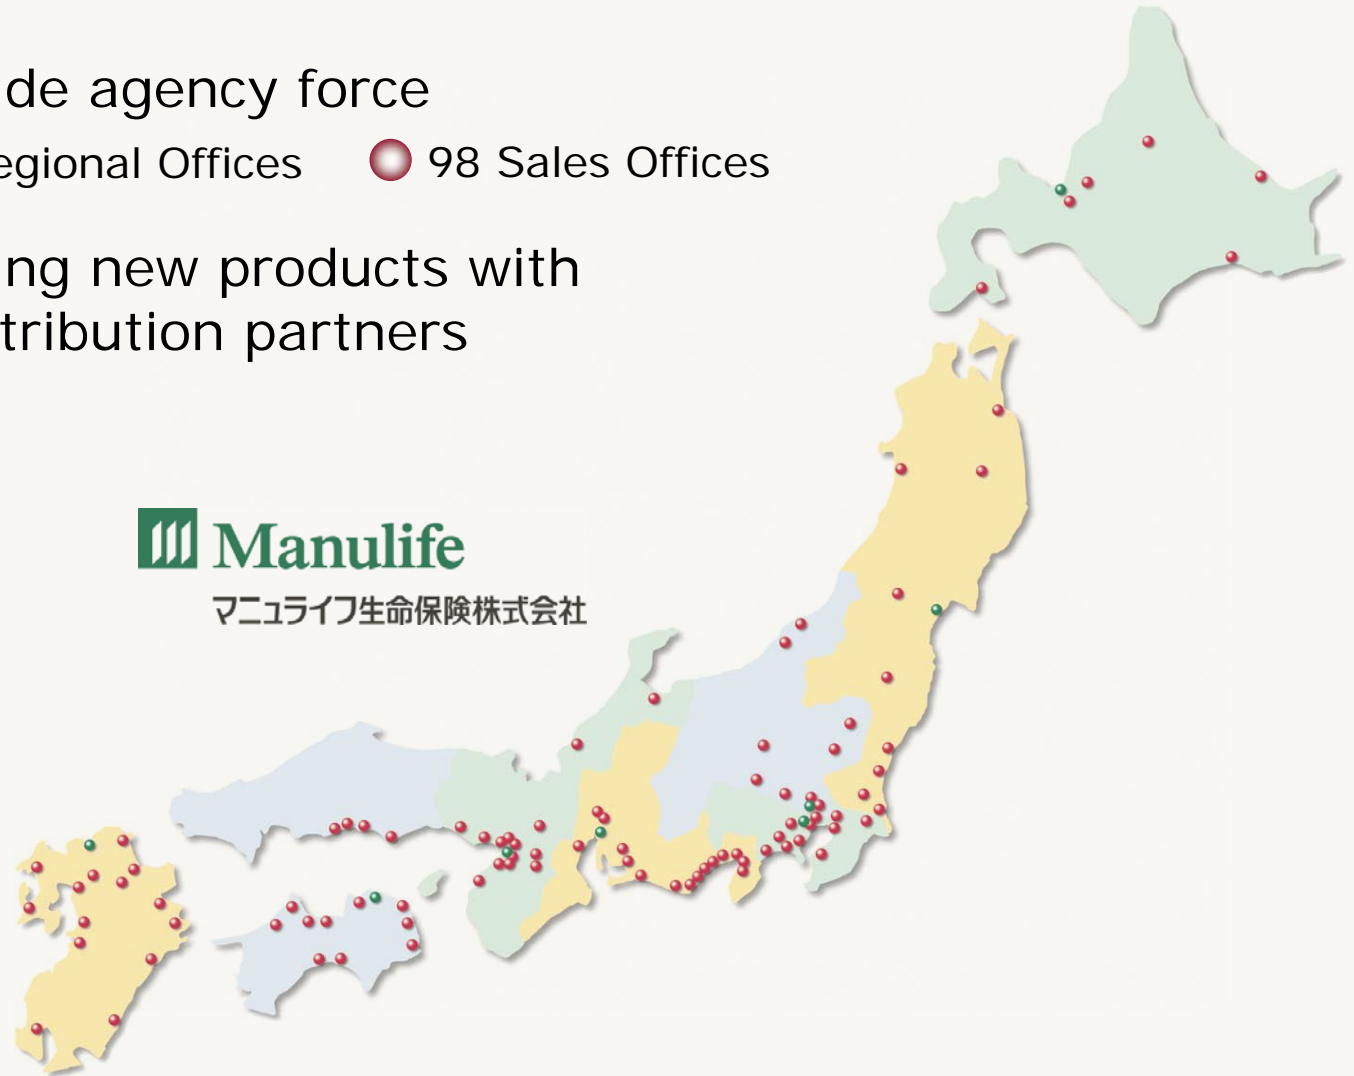 de agency force
egional Offices 98 Sales Offices
ng new products with
tribution partners
Manulife
マニュライフ生命保険株式会社